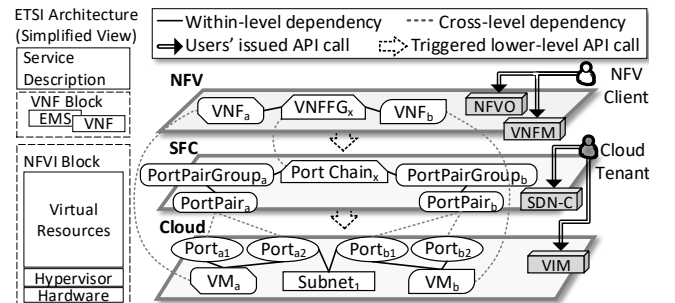 ETSI Architecture
(Simplified View)
Service
Description
VNF Block
EMS
VNF
NFVI Block
Virtual
Resources
Hypervisor
Hardware
Within-level dependency
Cross-level dependency
Users' issued API call
Triggered lower-level API call
NFV
VNFa
VNFFGx
VNFb
NFVO
VNFM
NFV
Client
SFC
PortPairGroupa
Port Chainx
PortPairGroupb
PortPaira
PortPairb
SDN-C
Cloud
Tenant
Cloud
Porta1
Porta2
Portb1
Portb2
VMa
Subnet1
VMb
VIM